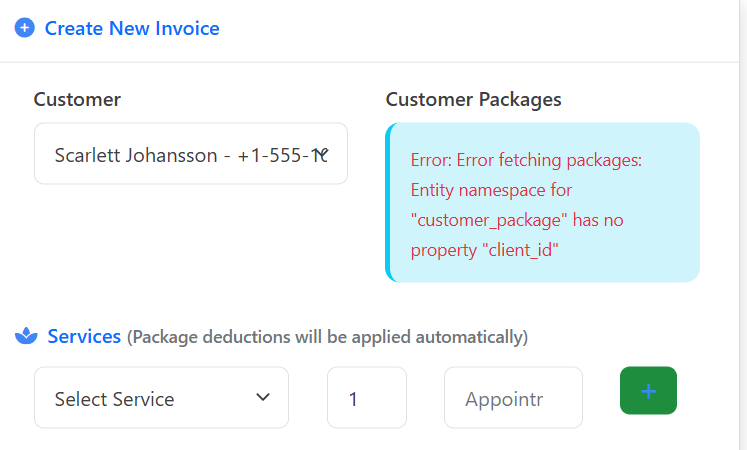 Create New Invoice
Customer
Customer Packages
Scarlett Johansson - +1-555-
Error: Error fetching packages:
Entity namespace for
"customer_package" has no
property "client_id"
Services (Package deductions will be applied automatically)
Select Service
1
Appointr